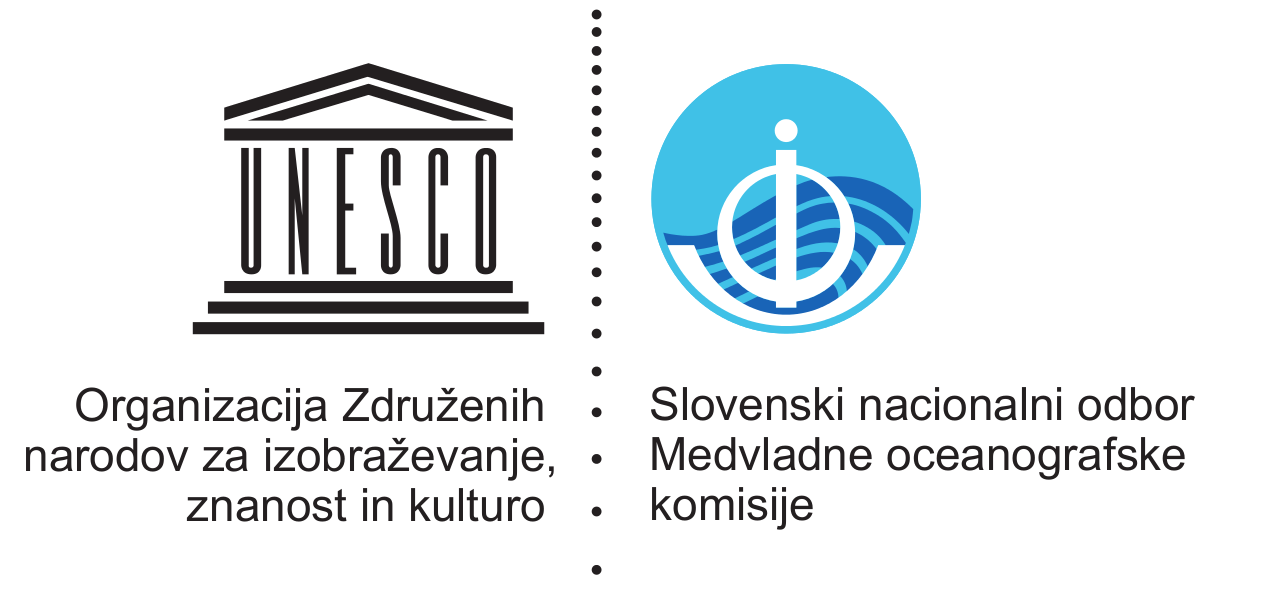 UNESCO
Organizacija Združenih
narodov za izobraževanje,
znanost in kulturo
Slovenski nacionalni odbor
Medvladne oceanografske
komisije